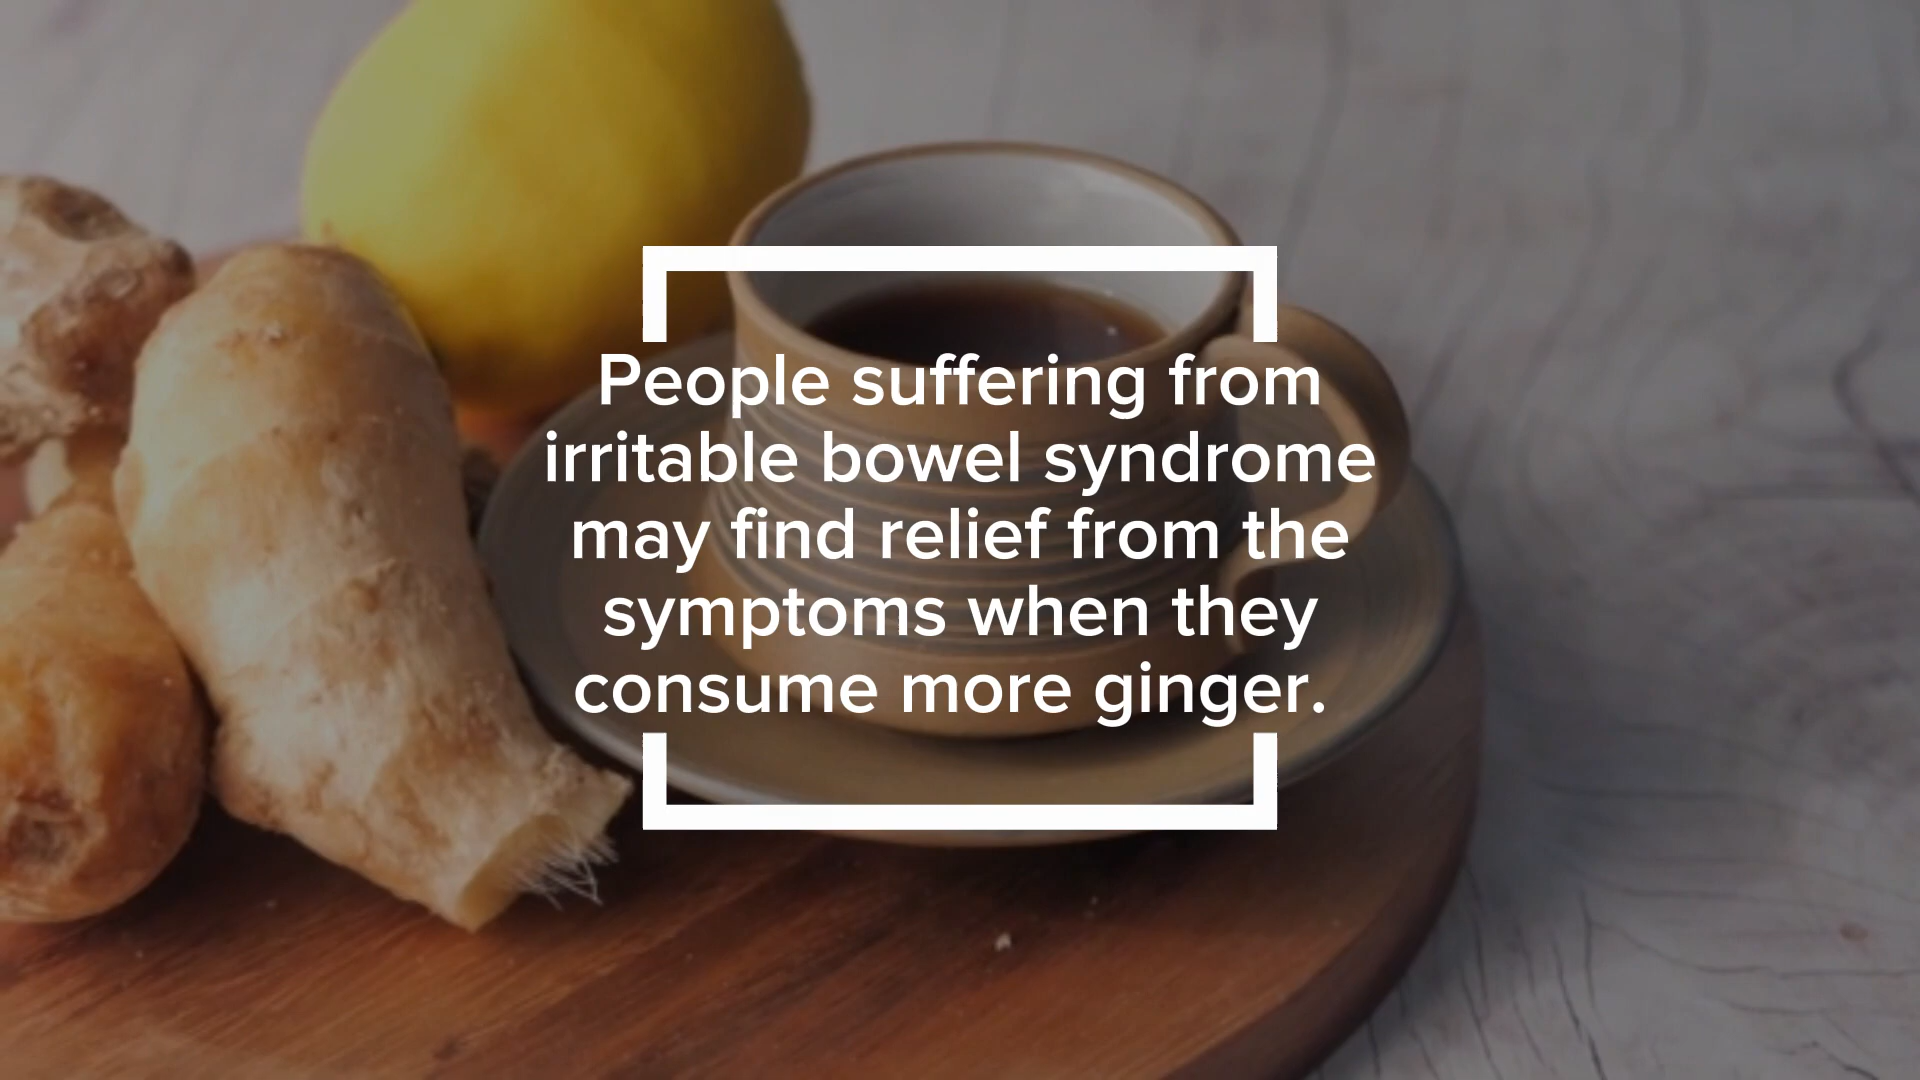 People suffering from
irritable bowel syndrome
may find relief from the
symptoms when they
consume more ginger.